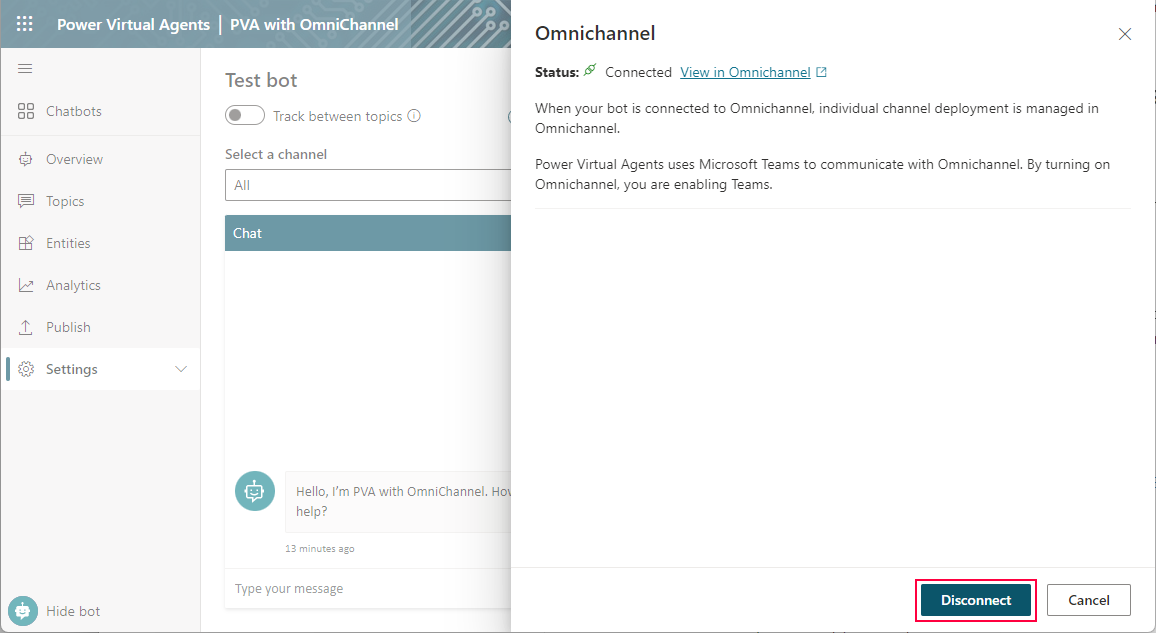 Power Virtual Agents | PVA with OmniChannel
Chatbots
Overview
Topics
Entities
Analytics
Publish
Settings
Hide bot
Test bot
Track between topics
Select a channel
All
Chat
Hello, I'm PVA with OmniChannel. How
help?
13 minutes ago
Type your message
Omnichannel
Status: Connected View in Omnichannel
When your bot is connected to Omnichannel, individual channel deployment is managed in
Omnichannel.
Power Virtual Agents uses Microsoft Teams to communicate with Omnichannel. By turning on
Omnichannel, you are enabling Teams.
Disconnect
Cancel